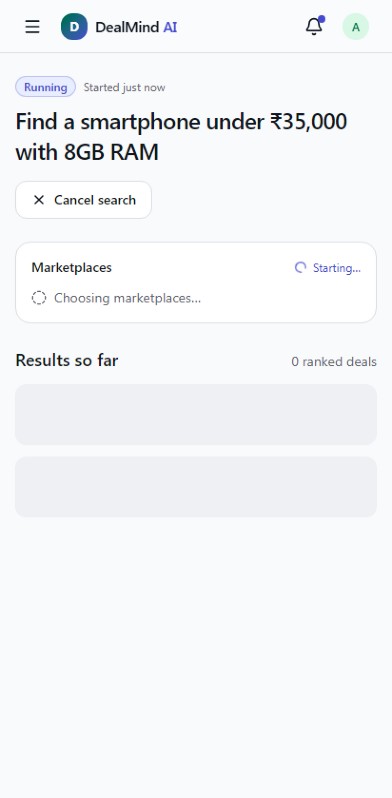 D DealMind AI
A
Running Started just now
Find a smartphone under ₹35,000
with 8GB RAM
Cancel search
Marketplaces
Starting...
Choosing marketplaces...
Results so far
0 ranked deals